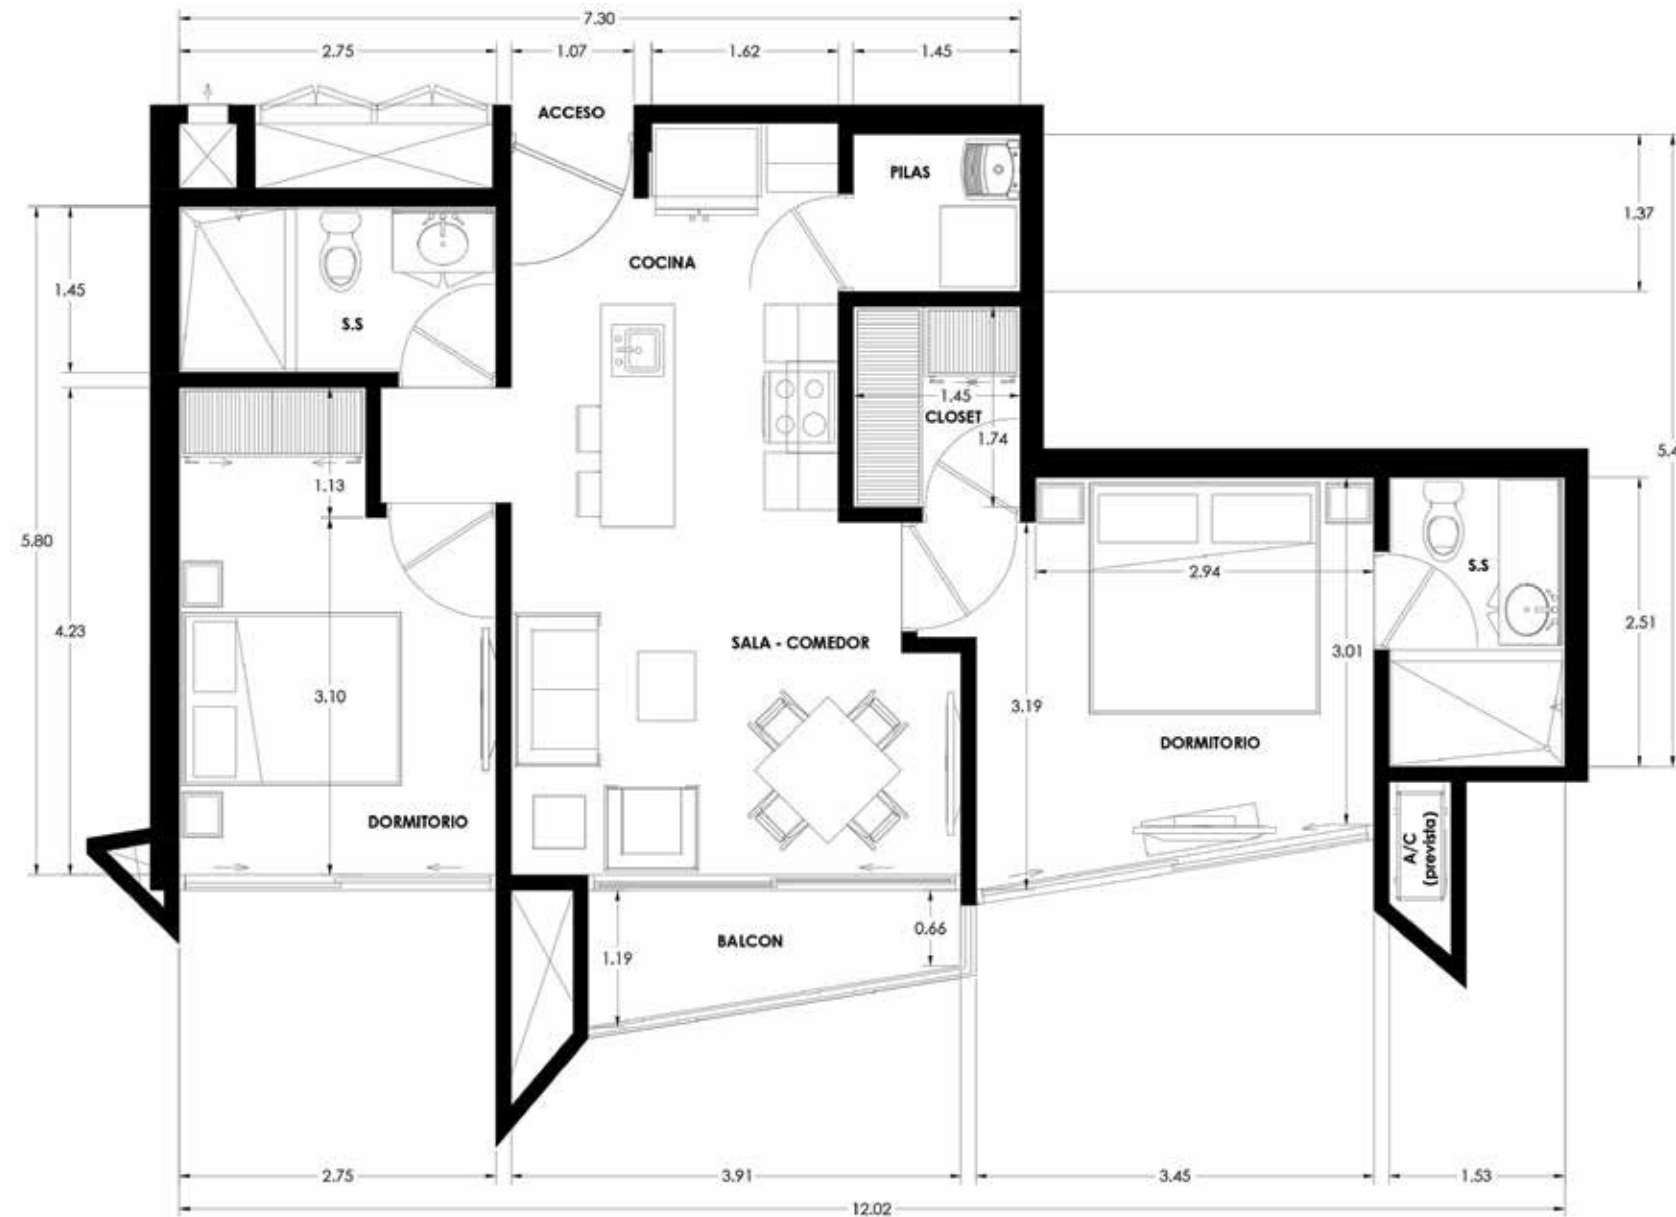 7.30
2.75
1.07
1.62
1.45
ACCESO
PILAS
1.37
COCINA
1.45
S.S
1.45
CLOSET
1.74
5.4
1.13
5.80
2.94
S.S
4.23
SALA - COMEDOR
2.51
3.01
3.10
3.19
DORMITORIO
DORMITORIO
A/C
(prevista)
0.66
BALCON
1.19
2.75
3.91
3.45
1.53
12.02